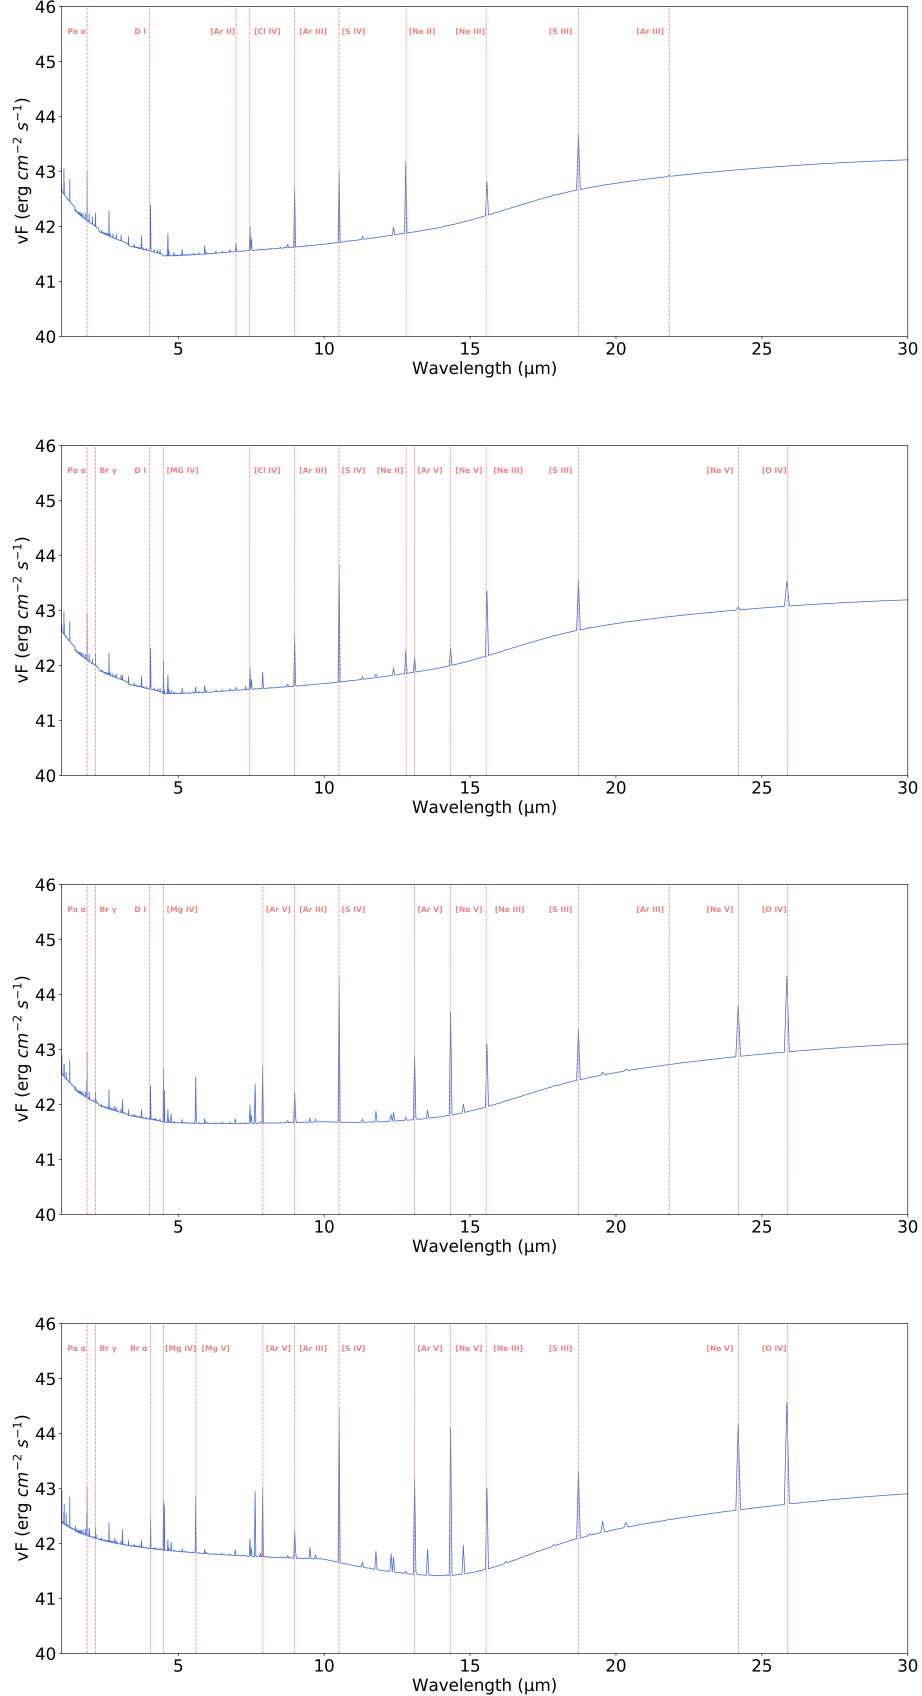 46
Pa α D I [Ar II] [Cl IV] [Ar III] [S IV] [Ne II] [Ne III] [S III] [Ar III]
45
44
43
42
41
40
νF (erg cm−2 s−1)
5 10 15 20 25 30
Wavelength (μm)
46
Pa α Br γ D I [MG IV] [Cl IV] [Ar III] [S IV] [Ne II] [Ar V] [Ne V] [Ne III] [S III] [Ne V] [O IV]
45
44
43
42
41
40
νF (erg cm−2 s−1)
5 10 15 20 25 30
Wavelength (μm)
46
Pa α Br γ D I [Mg IV] [Ar V] [Ar III] [S IV] [Ar V] [Ne V] [Ne III] [S III] [Ar III] [Ne V] [O IV]
45
44
43
42
41
40
νF (erg cm−2 s−1)
5 10 15 20 25 30
Wavelength (μm)
46
Pa α Br γ Br α [Mg IV] [Mg V] [Ar V] [Ar III] [S IV] [Ar V] [Ne V] [Ne III] [S III] [Ne V] [O IV]
45
44
43
42
41
40
νF (erg cm−2 s−1)
5 10 15 20 25 30
Wavelength (μm)